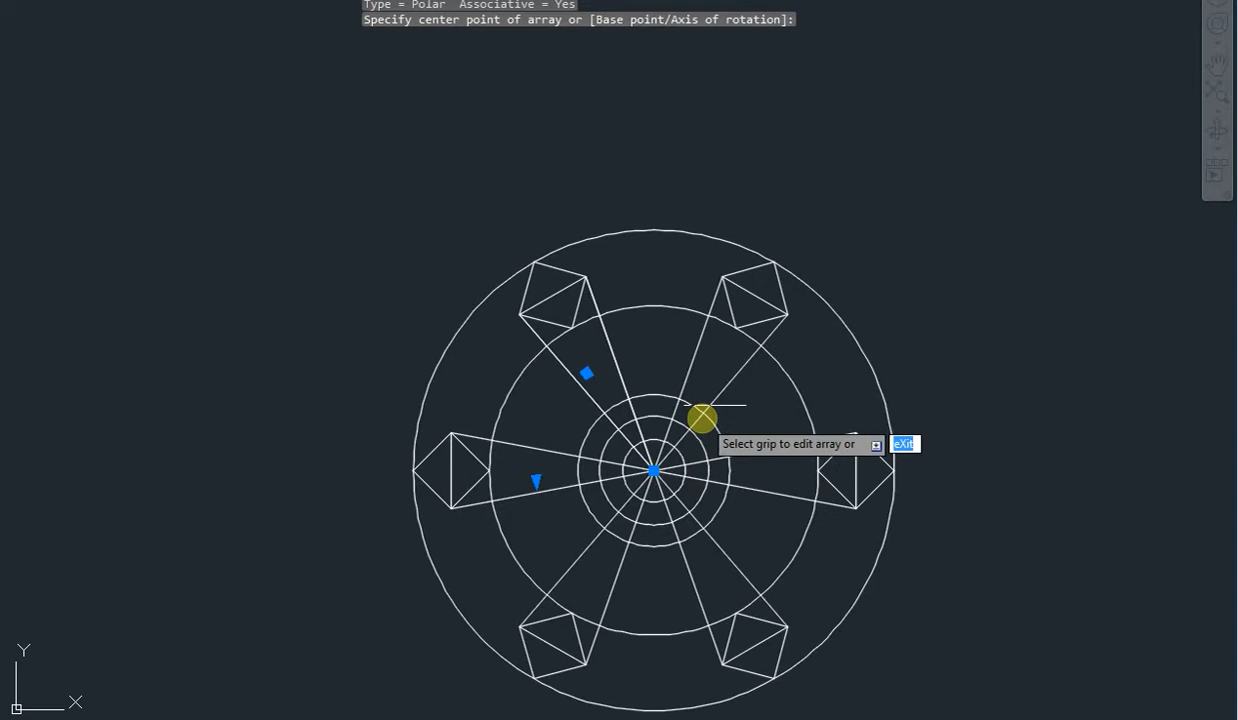 Type = Polar  Associative = Yes
Specify center point of array or [Base point/Axis of rotation]:
Select grip to edit array or eXit
Y
X